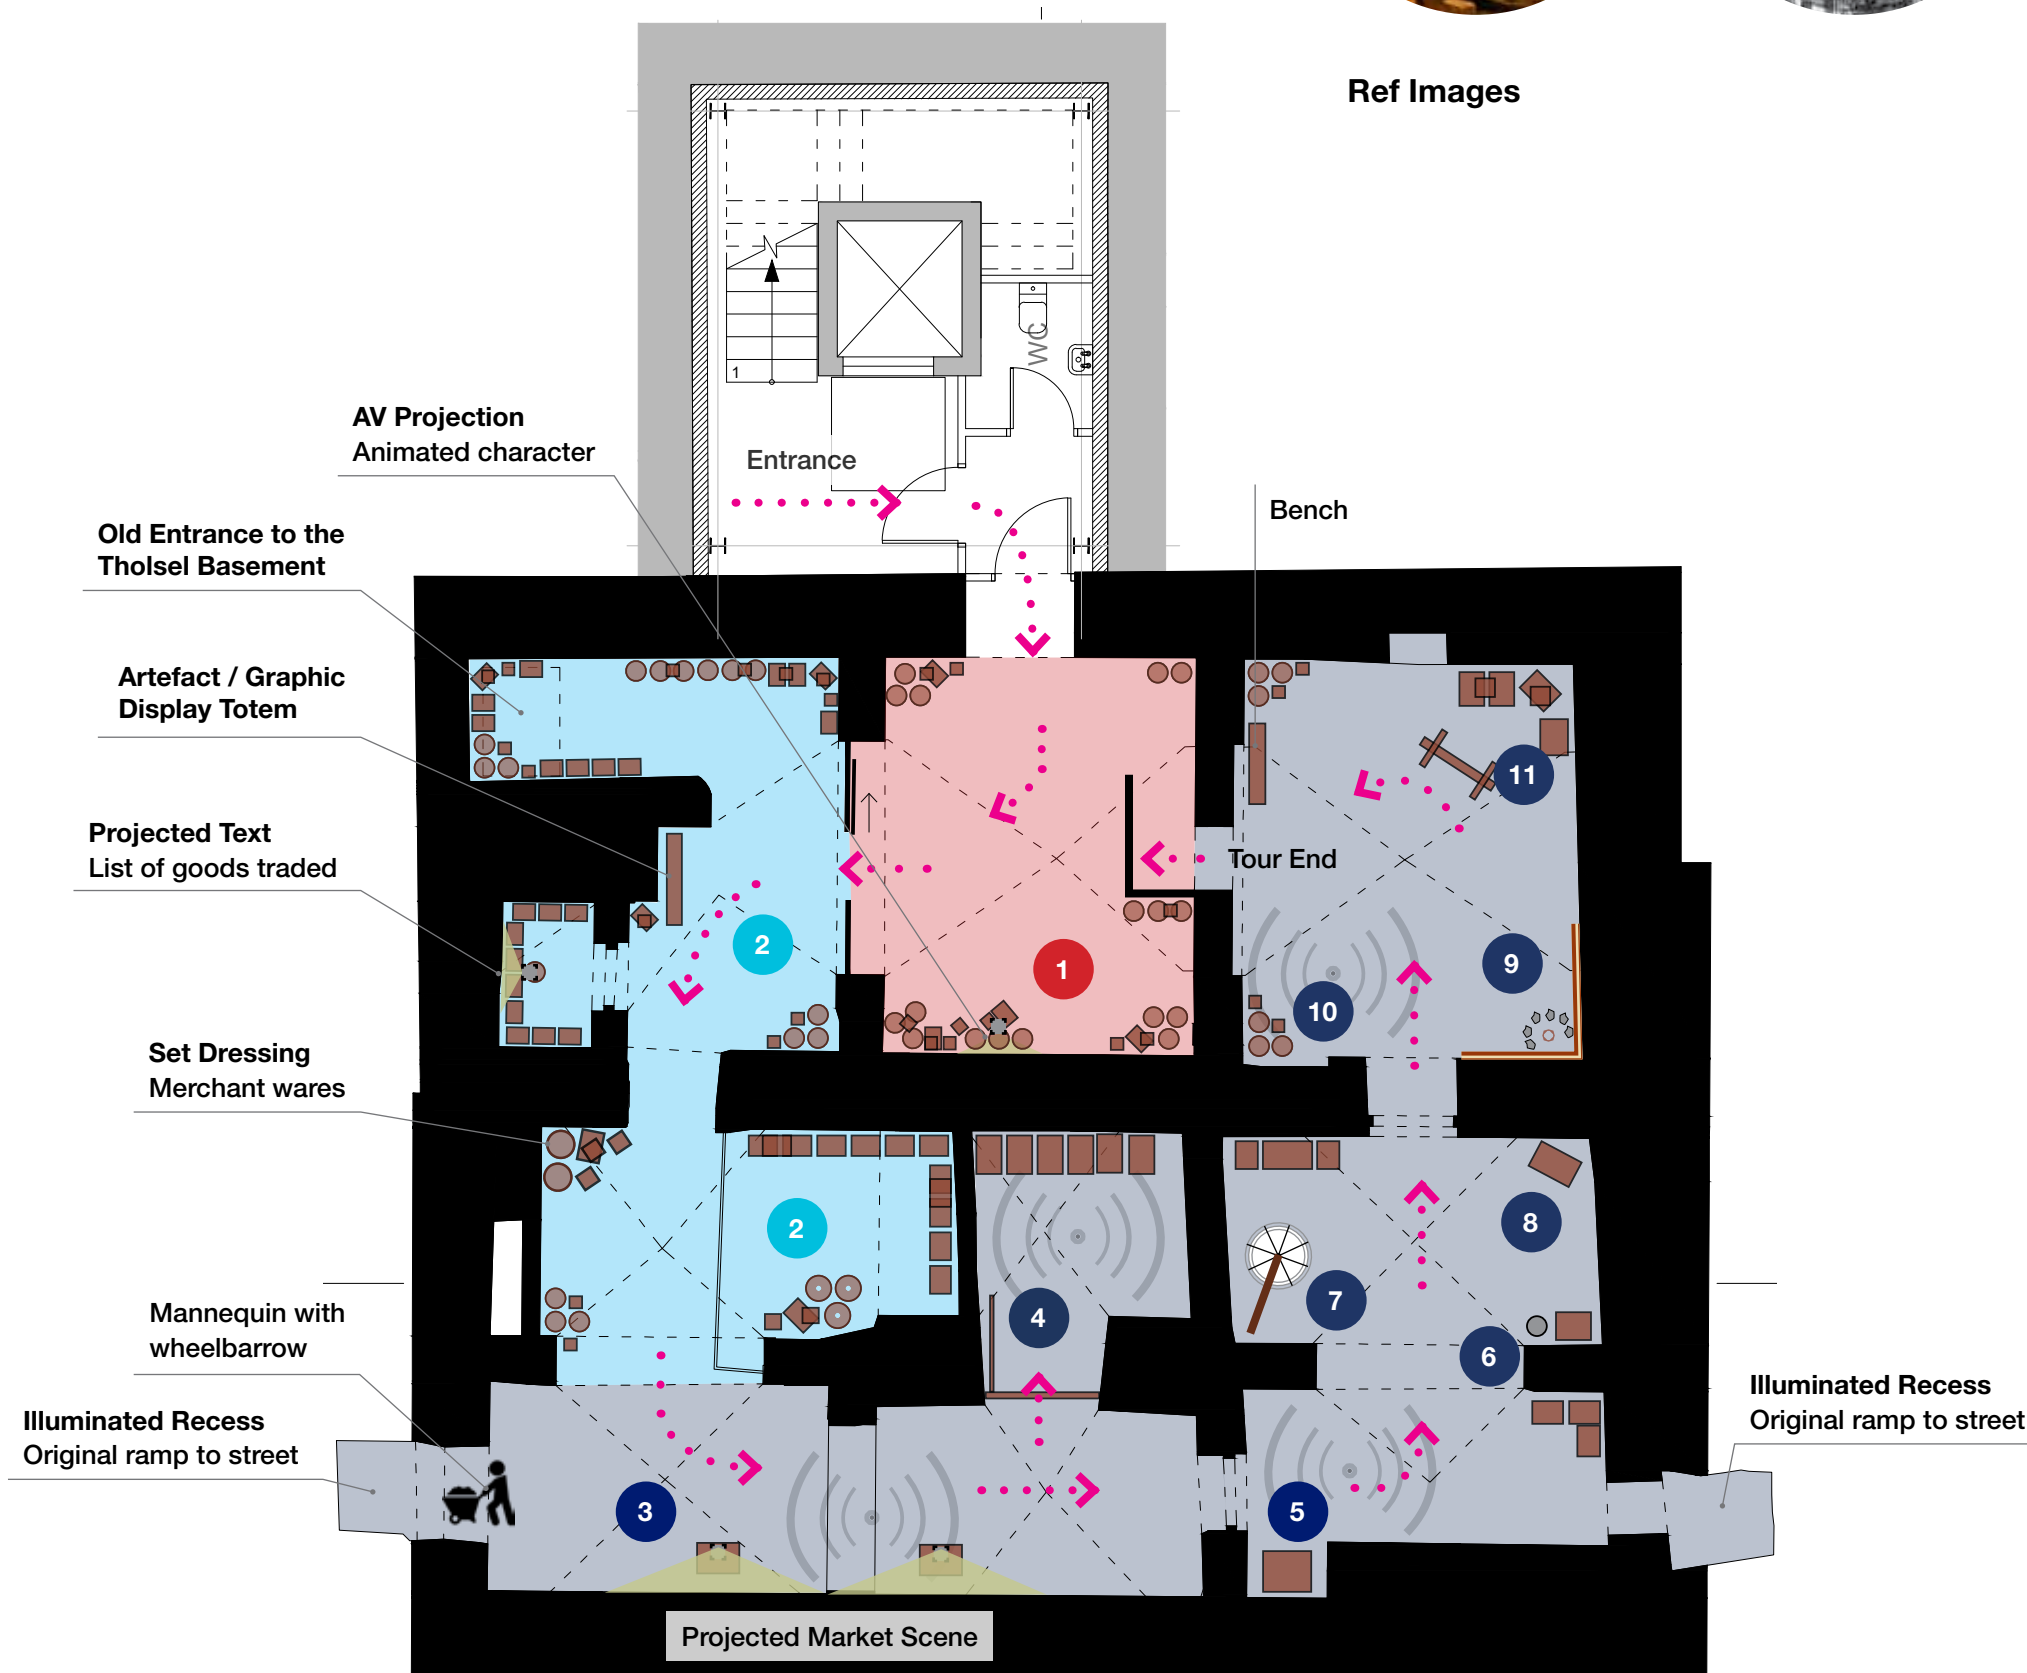 Ref Images
WC
1
AV Projection
Animated character
Entrance
Bench
Old Entrance to the
Tholsel Basement
Artefact / Graphic
Display Totem
11
Projected Text
List of goods traded
Tour End
2
1
9
10
Set Dressing
Merchant wares
2
4
7
8
6
Mannequin with
wheelbarrow
Illuminated Recess
Original ramp to street
Illuminated Recess
Original ramp to street
3
5
Projected Market Scene